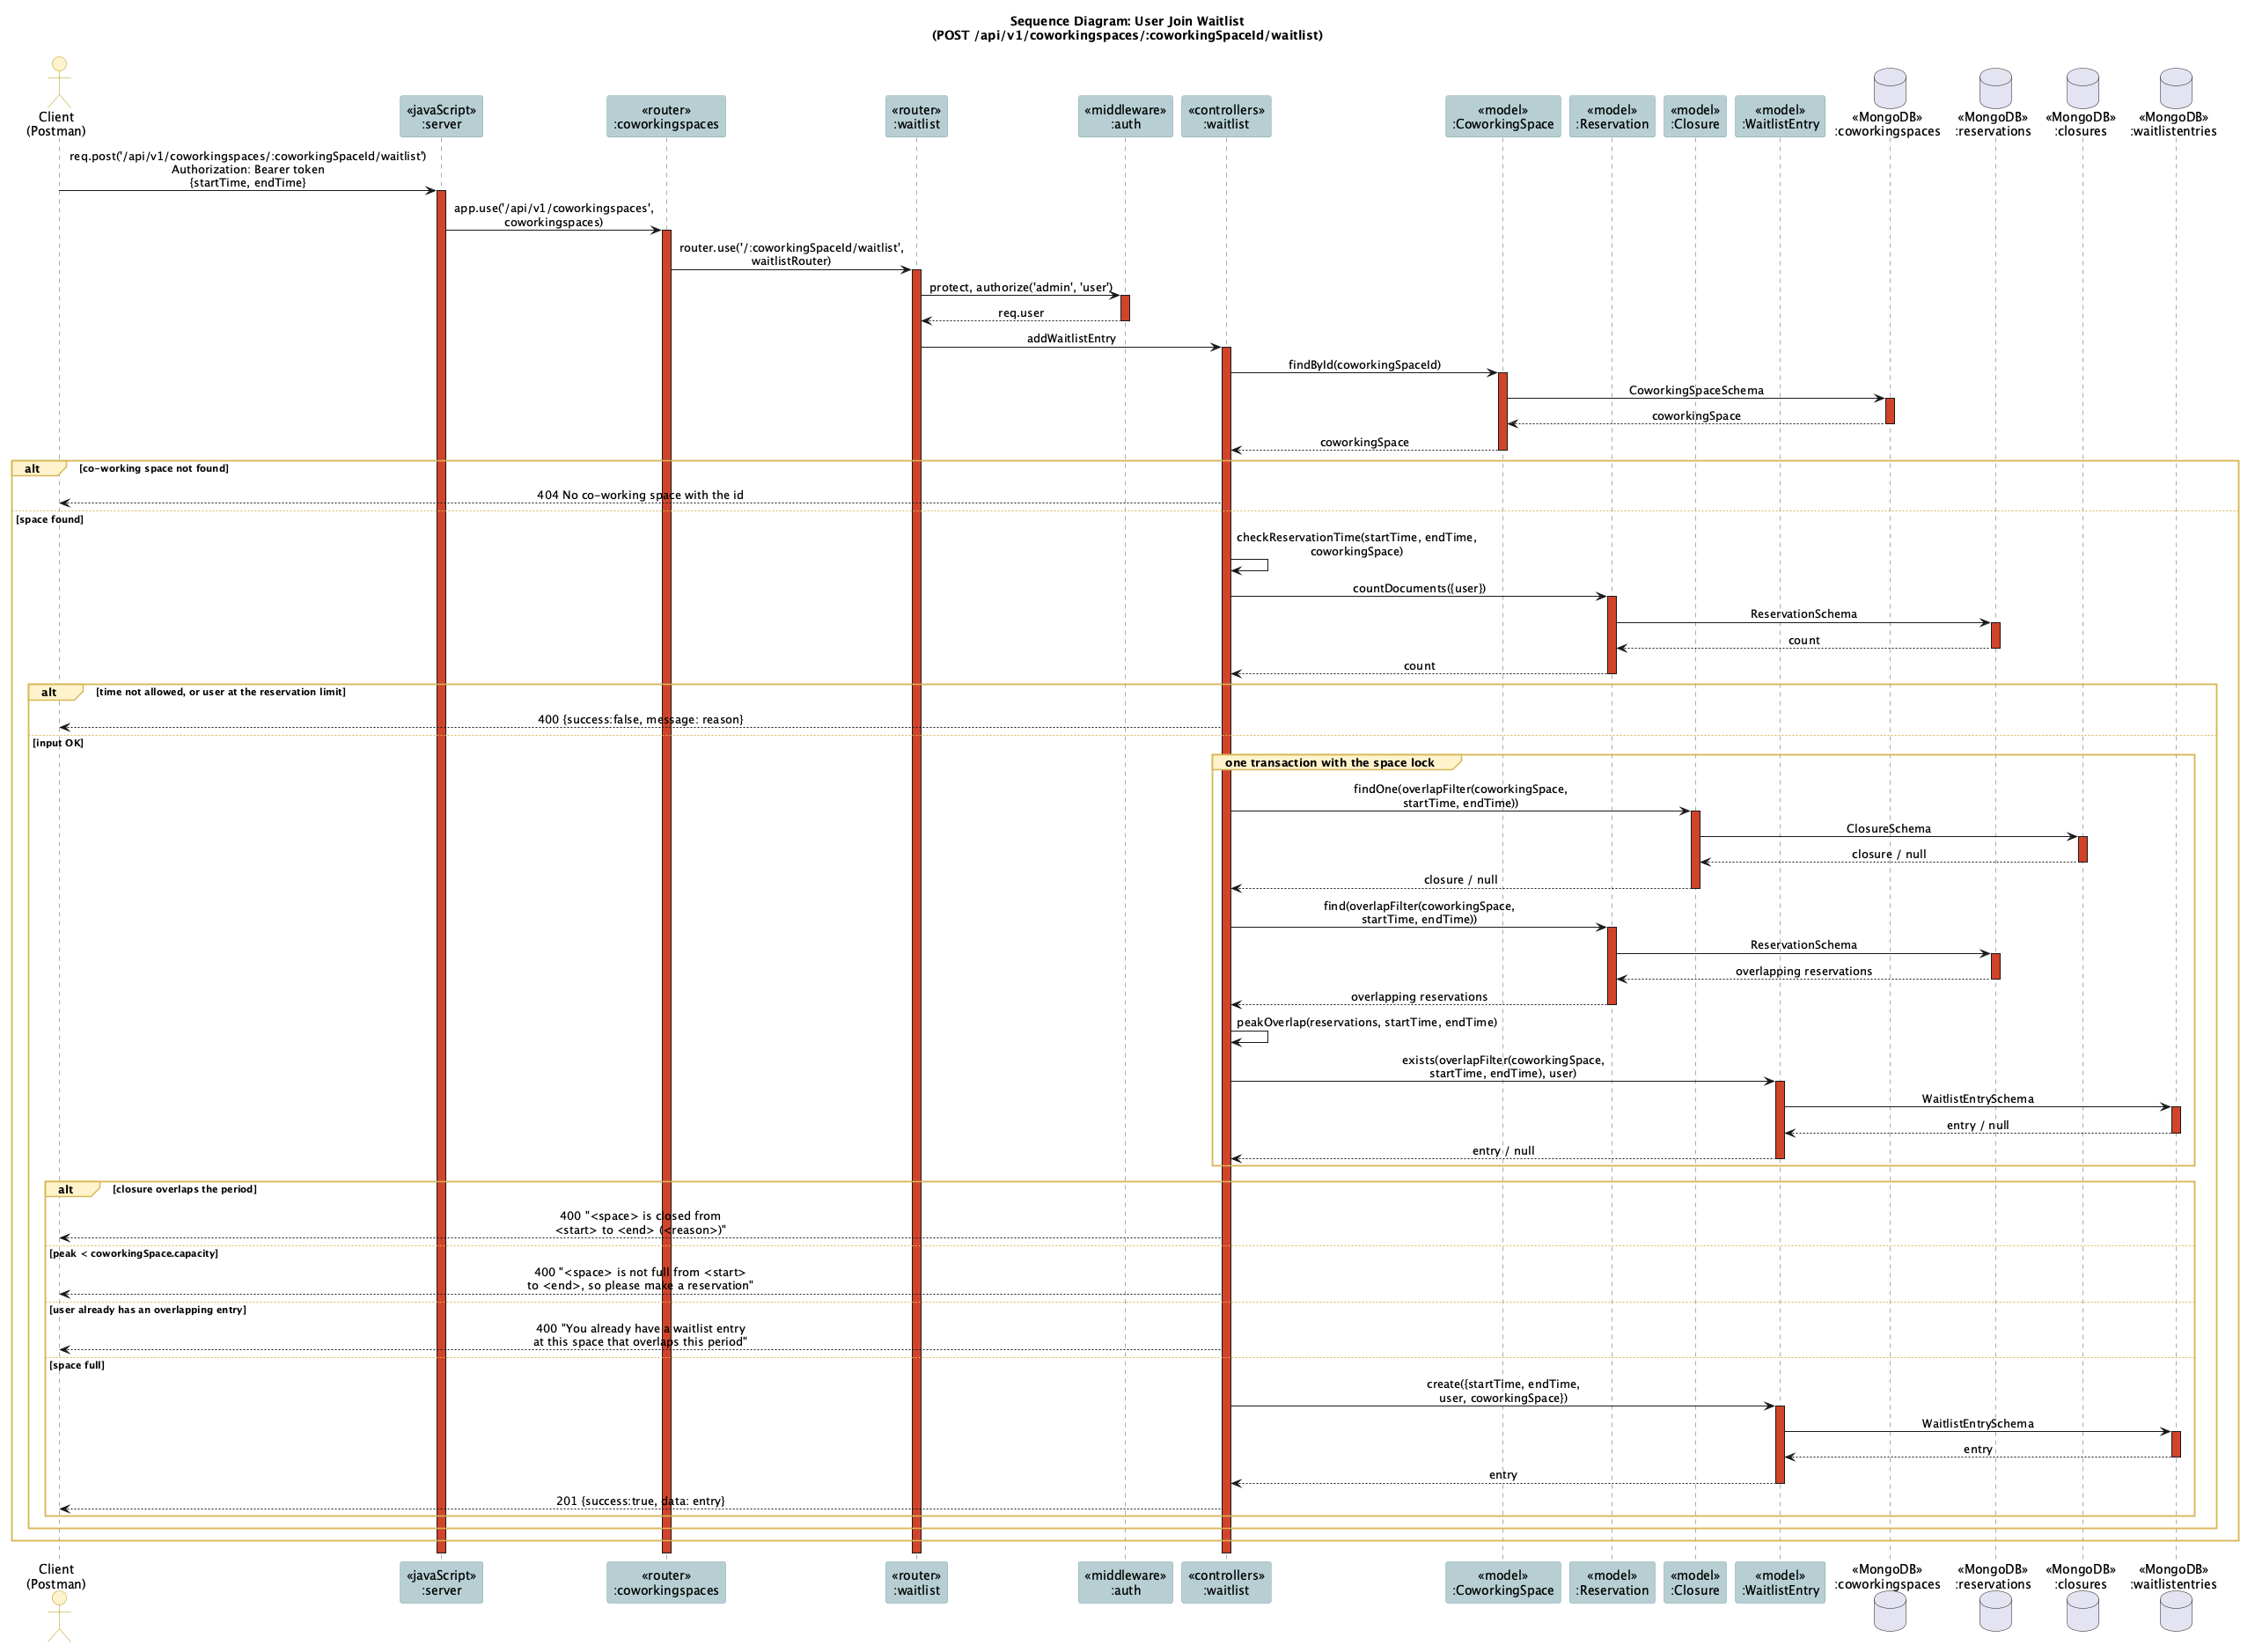 Sequence Diagram: User Join Waitlist
(POST /api/v1/coworkingspaces/:coworkingSpaceId/waitlist)
Client
(Postman)
«javaScript»
:server
«router»
:coworkingspaces
«router»
:waitlist
«middleware»
:auth
«controllers»
:waitlist
«model»
:CoworkingSpace
«model»
:Reservation
«model»
:Closure
«model»
:WaitlistEntry
«MongoDB»
:coworkingspaces
«MongoDB»
:reservations
«MongoDB»
:closures
«MongoDB»
:waitlistentries
req.post('/api/v1/coworkingspaces/:coworkingSpaceId/waitlist')
Authorization: Bearer token
{startTime, endTime}
app.use('/api/v1/coworkingspaces',
coworkingspaces)
router.use('/:coworkingSpaceId/waitlist',
waitlistRouter)
protect, authorize('admin', 'user')
req.user
addWaitlistEntry
findById(coworkingSpaceId)
CoworkingSpaceSchema
coworkingSpace
coworkingSpace
alt [co-working space not found]
404 No co-working space with the id
[space found]
checkReservationTime(startTime, endTime,
coworkingSpace)
countDocuments({user})
ReservationSchema
count
count
alt [time not allowed, or user at the reservation limit]
400 {success:false, message: reason}
[input OK]
one transaction with the space lock
findOne(overlapFilter(coworkingSpace,
startTime, endTime))
ClosureSchema
closure / null
closure / null
find(overlapFilter(coworkingSpace,
startTime, endTime))
ReservationSchema
overlapping reservations
overlapping reservations
peakOverlap(reservations, startTime, endTime)
exists(overlapFilter(coworkingSpace,
startTime, endTime), user)
WaitlistEntrySchema
entry / null
entry / null
alt [closure overlaps the period]
400 "<space> is closed from
<start> to <end> (<reason>)"
[peak < coworkingSpace.capacity]
400 "<space> is not full from <start>
to <end>, so please make a reservation"
[user already has an overlapping entry]
400 "You already have a waitlist entry
at this space that overlaps this period"
[space full]
create({startTime, endTime,
user, coworkingSpace})
WaitlistEntrySchema
entry
entry
201 {success:true, data: entry}
Client
(Postman)
«javaScript»
:server
«router»
:coworkingspaces
«router»
:waitlist
«middleware»
:auth
«controllers»
:waitlist
«model»
:CoworkingSpace
«model»
:Reservation
«model»
:Closure
«model»
:WaitlistEntry
«MongoDB»
:coworkingspaces
«MongoDB»
:reservations
«MongoDB»
:closures
«MongoDB»
:waitlistentries